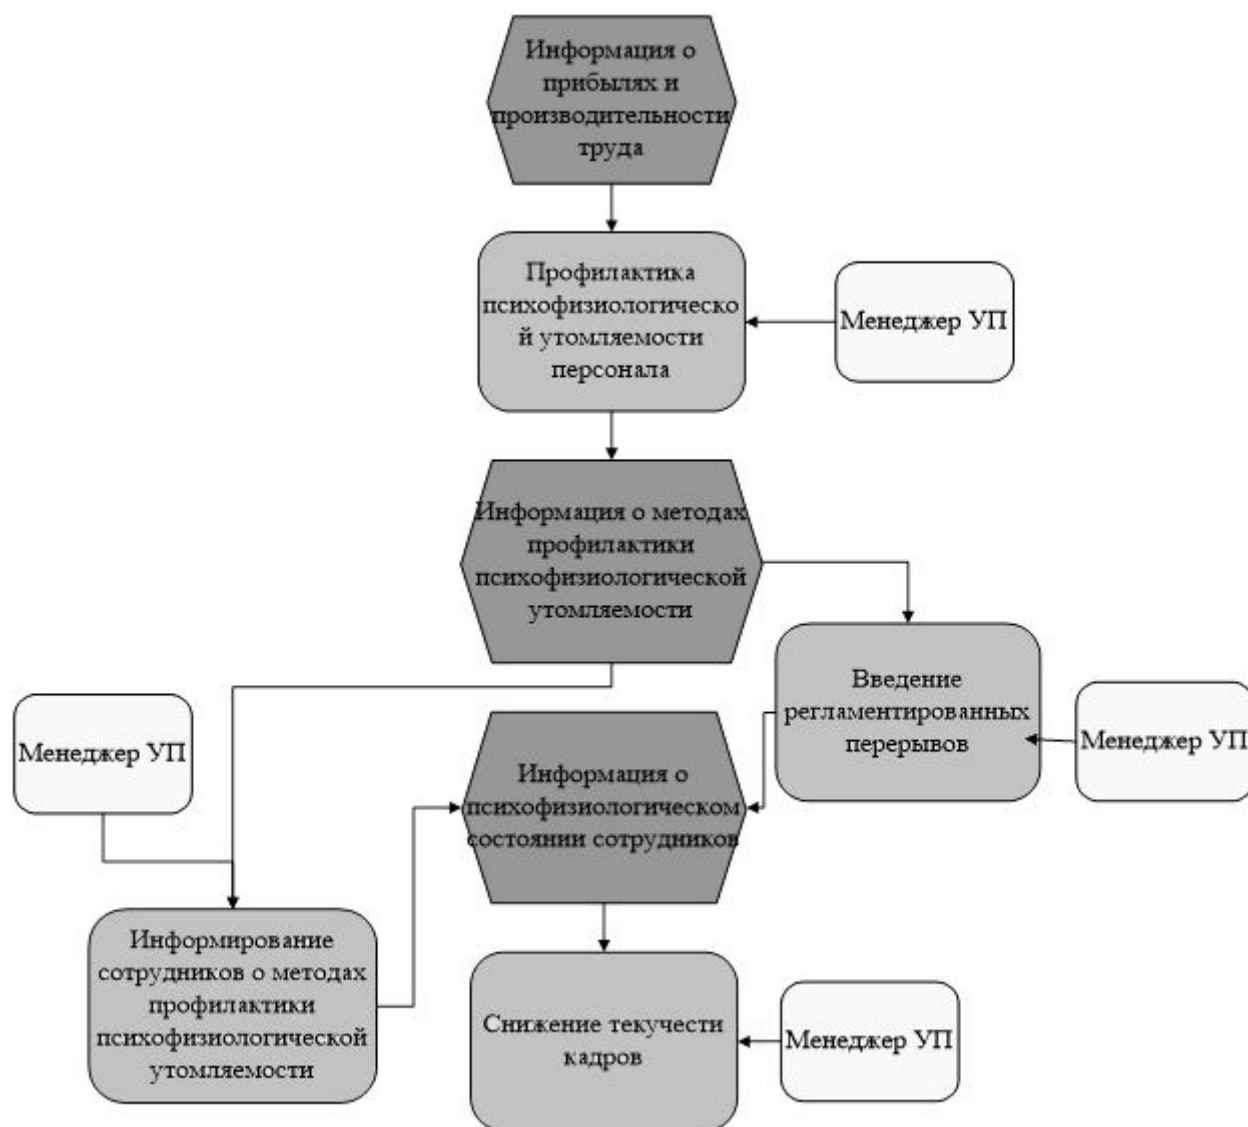 Информация о
прибылях и
производительности
труда
Профилактика
психофизиологическо
й утомляемости
персонала
Менеджер УП
Информация о методах
профилактики
психофизиологической
утомляемости
Введение
регламентированных
перерывов
Менеджер УП
Менеджер УП
Информация о
психофизиологическом
состоянии сотрудников
Информирование
сотрудников о методах
профилактики
психофизиологической
утомляемости
Снижение текучести
кадров
Менеджер УП